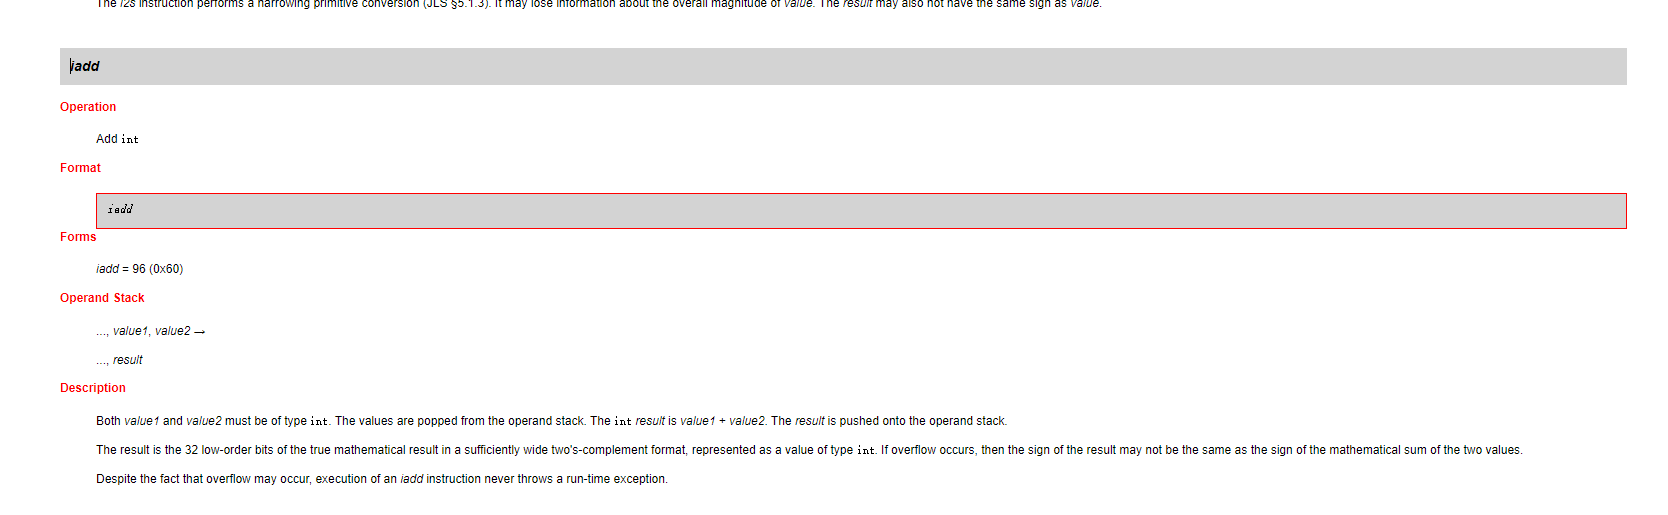 The i2s instruction performs a narrowing primitive conversion (JLS §5.1.3). It may lose information about the overall magnitude of value. The result may also not have the same sign as value.
iadd
Operation
Add int
Format
iadd
Forms
iadd = 96 (0x60)
Operand Stack
..., value1, value2 →
..., result
Description
Both value1 and value2 must be of type int. The values are popped from the operand stack. The int result is value1 + value2. The result is pushed onto the operand stack.
The result is the 32 low-order bits of the true mathematical result in a sufficiently wide two's-complement format, represented as a value of type int. If overflow occurs, then the sign of the result may not be the same as the sign of the mathematical sum of the two values.
Despite the fact that overflow may occur, execution of an iadd instruction never throws a run-time exception.